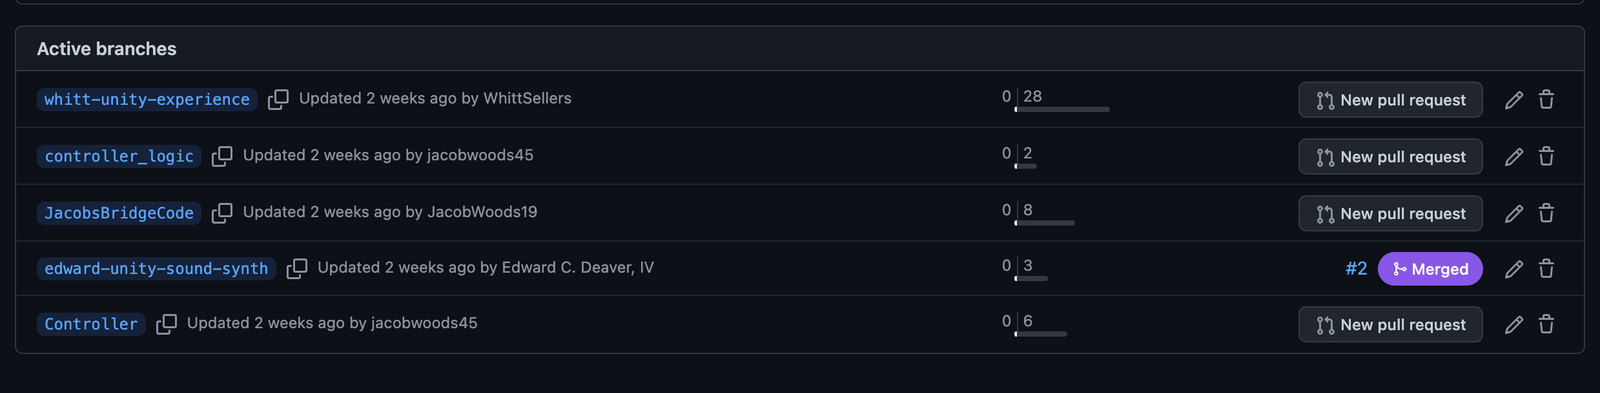 Active branches
whitt-unity-experience Updated 2 weeks ago by WhittSellers 0 28 New pull request
controller_logic Updated 2 weeks ago by jacobwoods45 0 2 New pull request
JacobsBridgeCode Updated 2 weeks ago by JacobWoods19 0 8 New pull request
edward-unity-sound-synth Updated 2 weeks ago by Edward C. Deaver, IV 0 3 #2 Merged
Controller Updated 2 weeks ago by jacobwoods45 0 6 New pull request